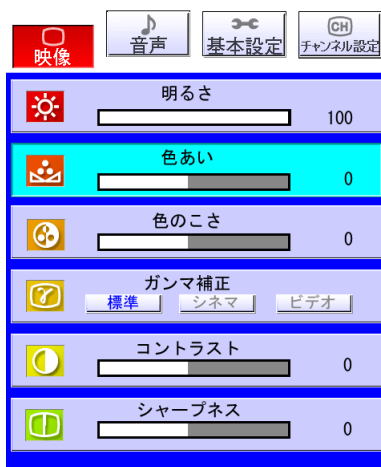 映像
音声
基本設定
CH
チャンネル設定
明るさ
100
色あい
0
色のこさ
0
ガンマ補正
標準 シネマ ビデオ
コントラスト
0
シャープネス
0